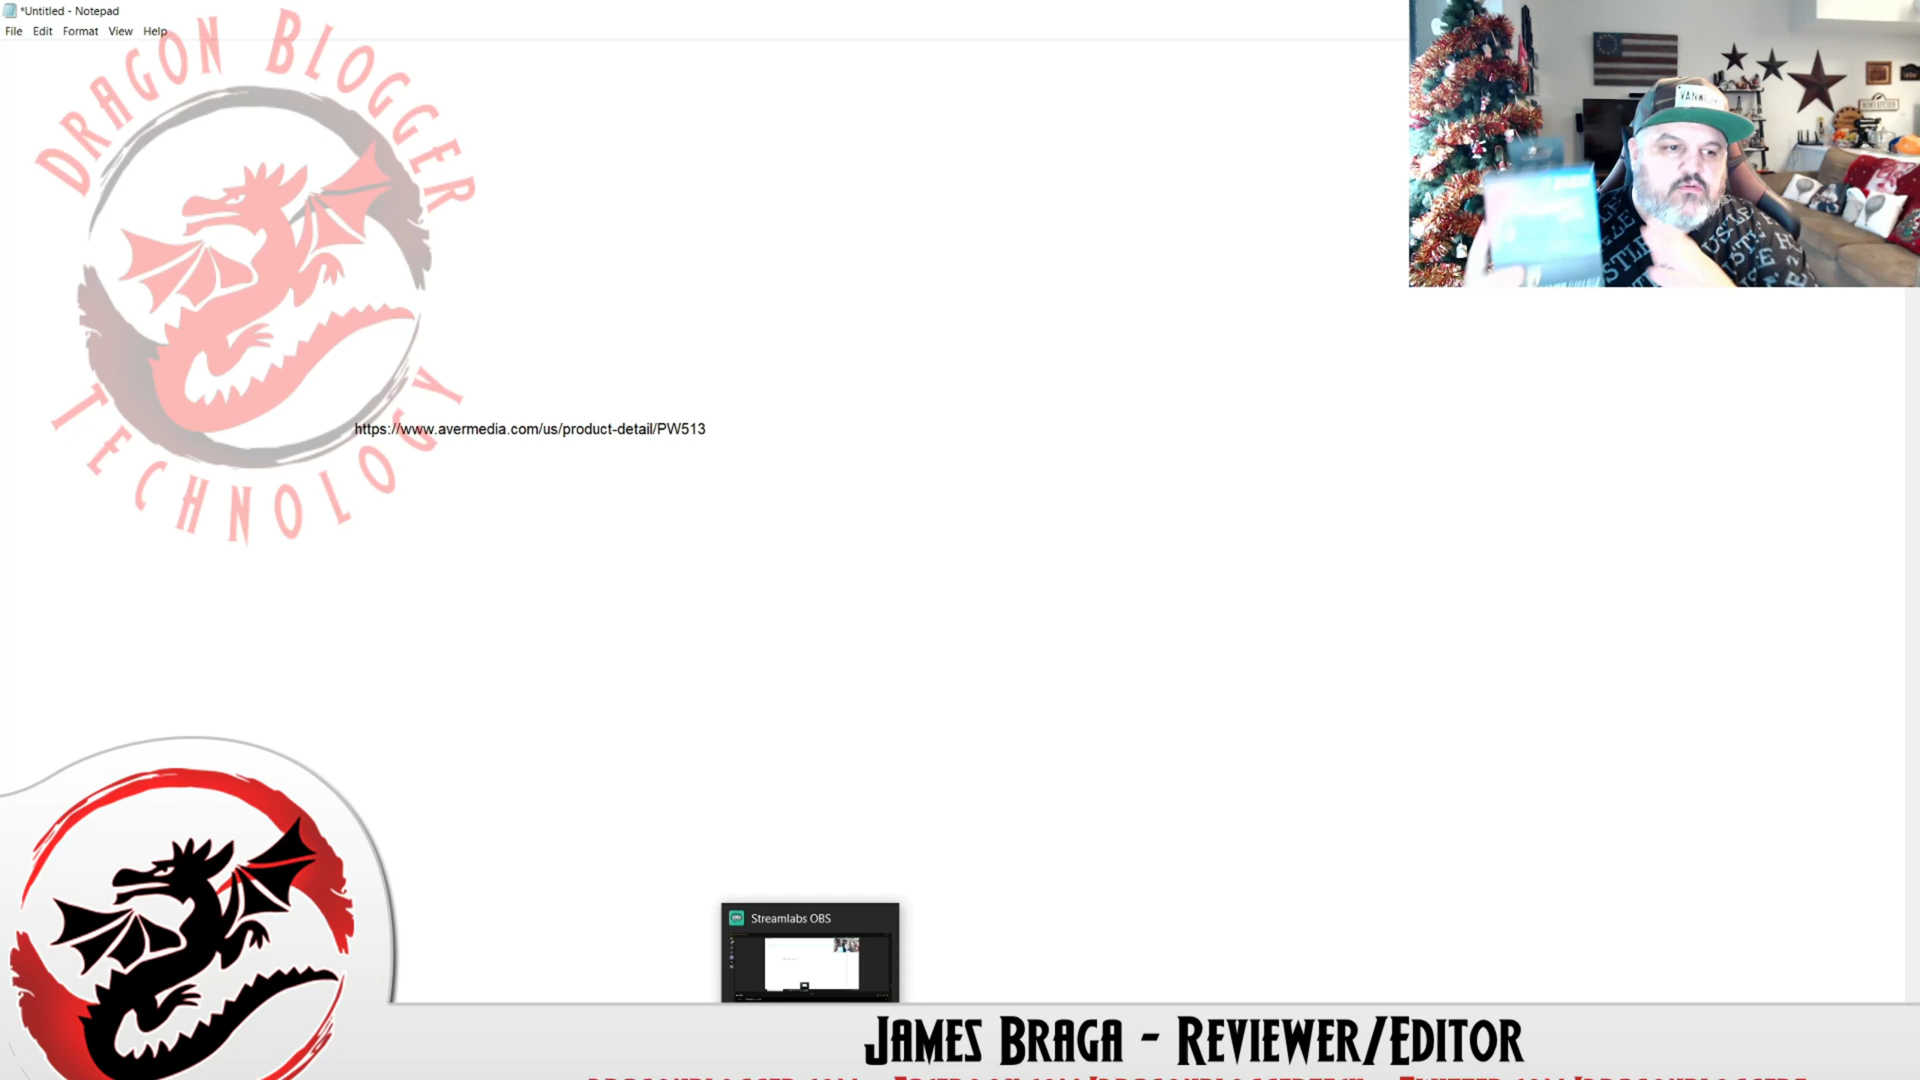 *Untitled - Notepad
File Edit Format View Help
DRAGON BLOGGER
TECHNOLOGY
https://www.avermedia.com/us/product-detail/PW513
Streamlabs OBS
JAMES BRAGA - REVIEWER/EDITOR